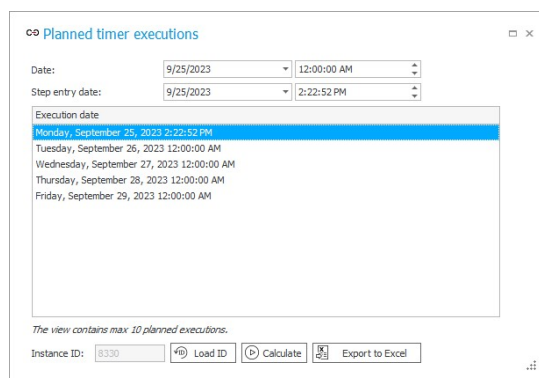 Planned timer executions
Date: 9/25/2023 12:00:00 AM
Step entry date: 9/25/2023 2:22:52 PM
Execution date
Monday, September 25, 2023 2:22:52 PM
Tuesday, September 26, 2023 12:00:00 AM
Wednesday, September 27, 2023 12:00:00 AM
Thursday, September 28, 2023 12:00:00 AM
Friday, September 29, 2023 12:00:00 AM
The view contains max 10 planned executions.
Instance ID: 8330 Load ID Calculate Export to Excel